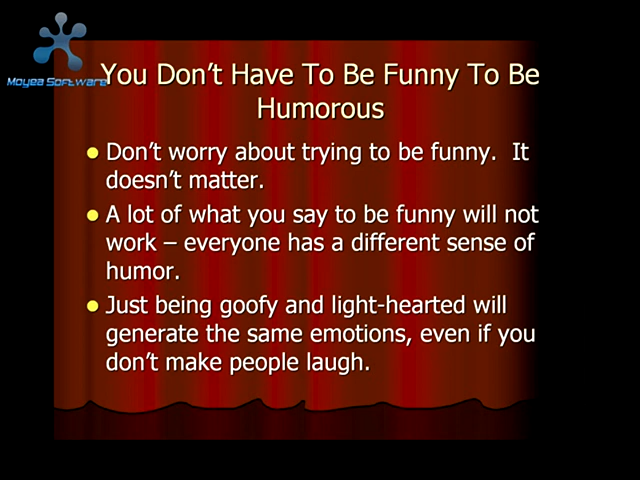 Moyea Software
You Don't Have To Be Funny To Be
Humorous
Don't worry about trying to be funny.  It
doesn't matter.
A lot of what you say to be funny will not
work – everyone has a different sense of
humor.
Just being goofy and light-hearted will
generate the same emotions, even if you
don't make people laugh.